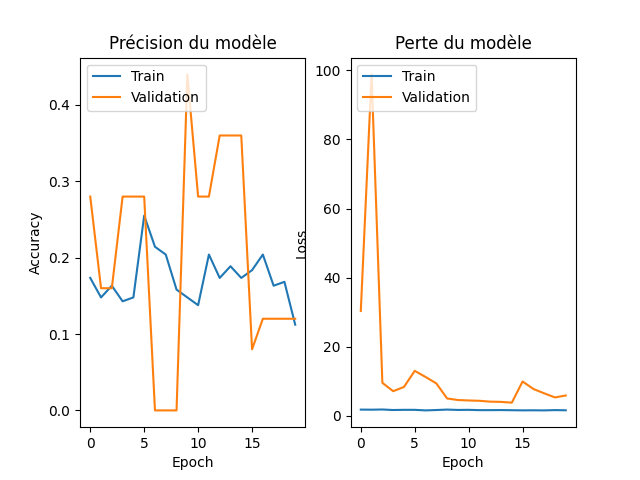 Précision du modèle
Train
Validation
Accuracy
0.4
0.3
0.2
0.1
0.0
0
5
10
15
Epoch
Perte du modèle
Train
Validation
Loss
100
80
60
40
20
0
0
5
10
15
Epoch